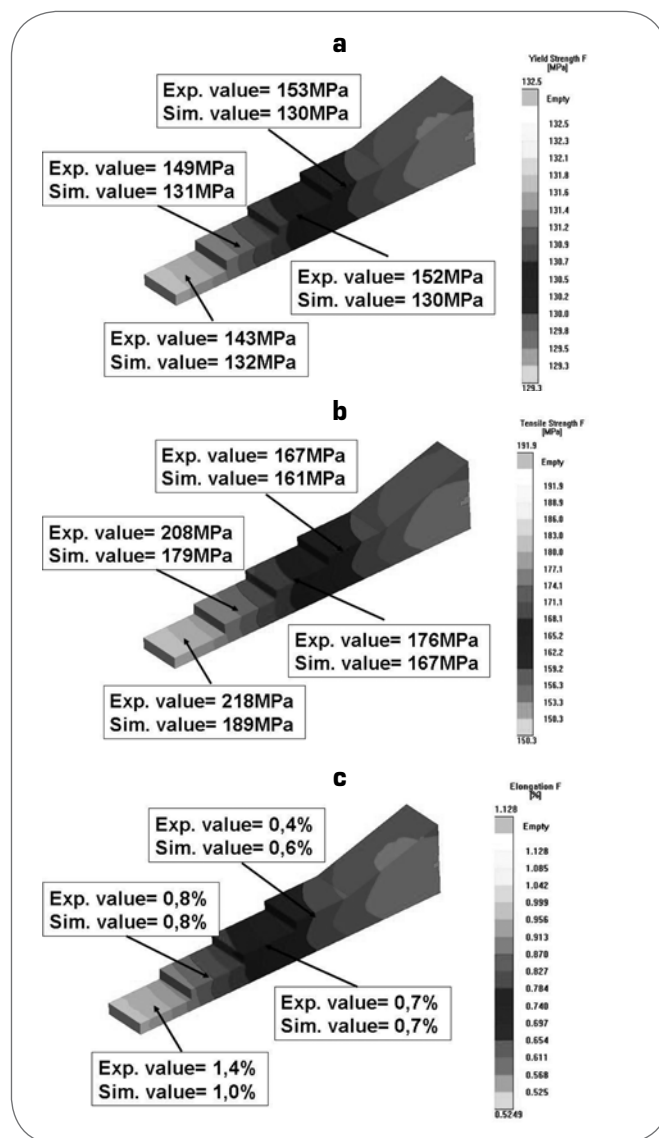 a
Yield Strength F
[MPa]
132.5
Empty
132.5
132.3
132.1
131.8
131.6
131.4
131.2
130.9
130.7
130.5
130.2
130.0
129.8
129.5
129.3
129.3
Exp. value= 153MPa
Sim. value= 130MPa
Exp. value= 149MPa
Sim. value= 131MPa
Exp. value= 152MPa
Sim. value= 130MPa
Exp. value= 143MPa
Sim. value= 132MPa
b
Tensile Strength F
[MPa]
191.9
Empty
191.9
188.9
186.0
183.0
180.0
177.1
174.1
171.1
168.1
165.2
162.2
159.2
156.3
153.3
150.3
150.3
Exp. value= 167MPa
Sim. value= 161MPa
Exp. value= 208MPa
Sim. value= 179MPa
Exp. value= 176MPa
Sim. value= 167MPa
Exp. value= 218MPa
Sim. value= 189MPa
c
Elongation F
[%]
1.128
Empty
1.128
1.085
1.042
0.999
0.956
0.913
0.870
0.827
0.784
0.740
0.697
0.654
0.611
0.568
0.525
0.5249
Exp. value= 0,4%
Sim. value= 0,6%
Exp. value= 0,8%
Sim. value= 0,8%
Exp. value= 0,7%
Sim. value= 0,7%
Exp. value= 1,4%
Sim. value= 1,0%